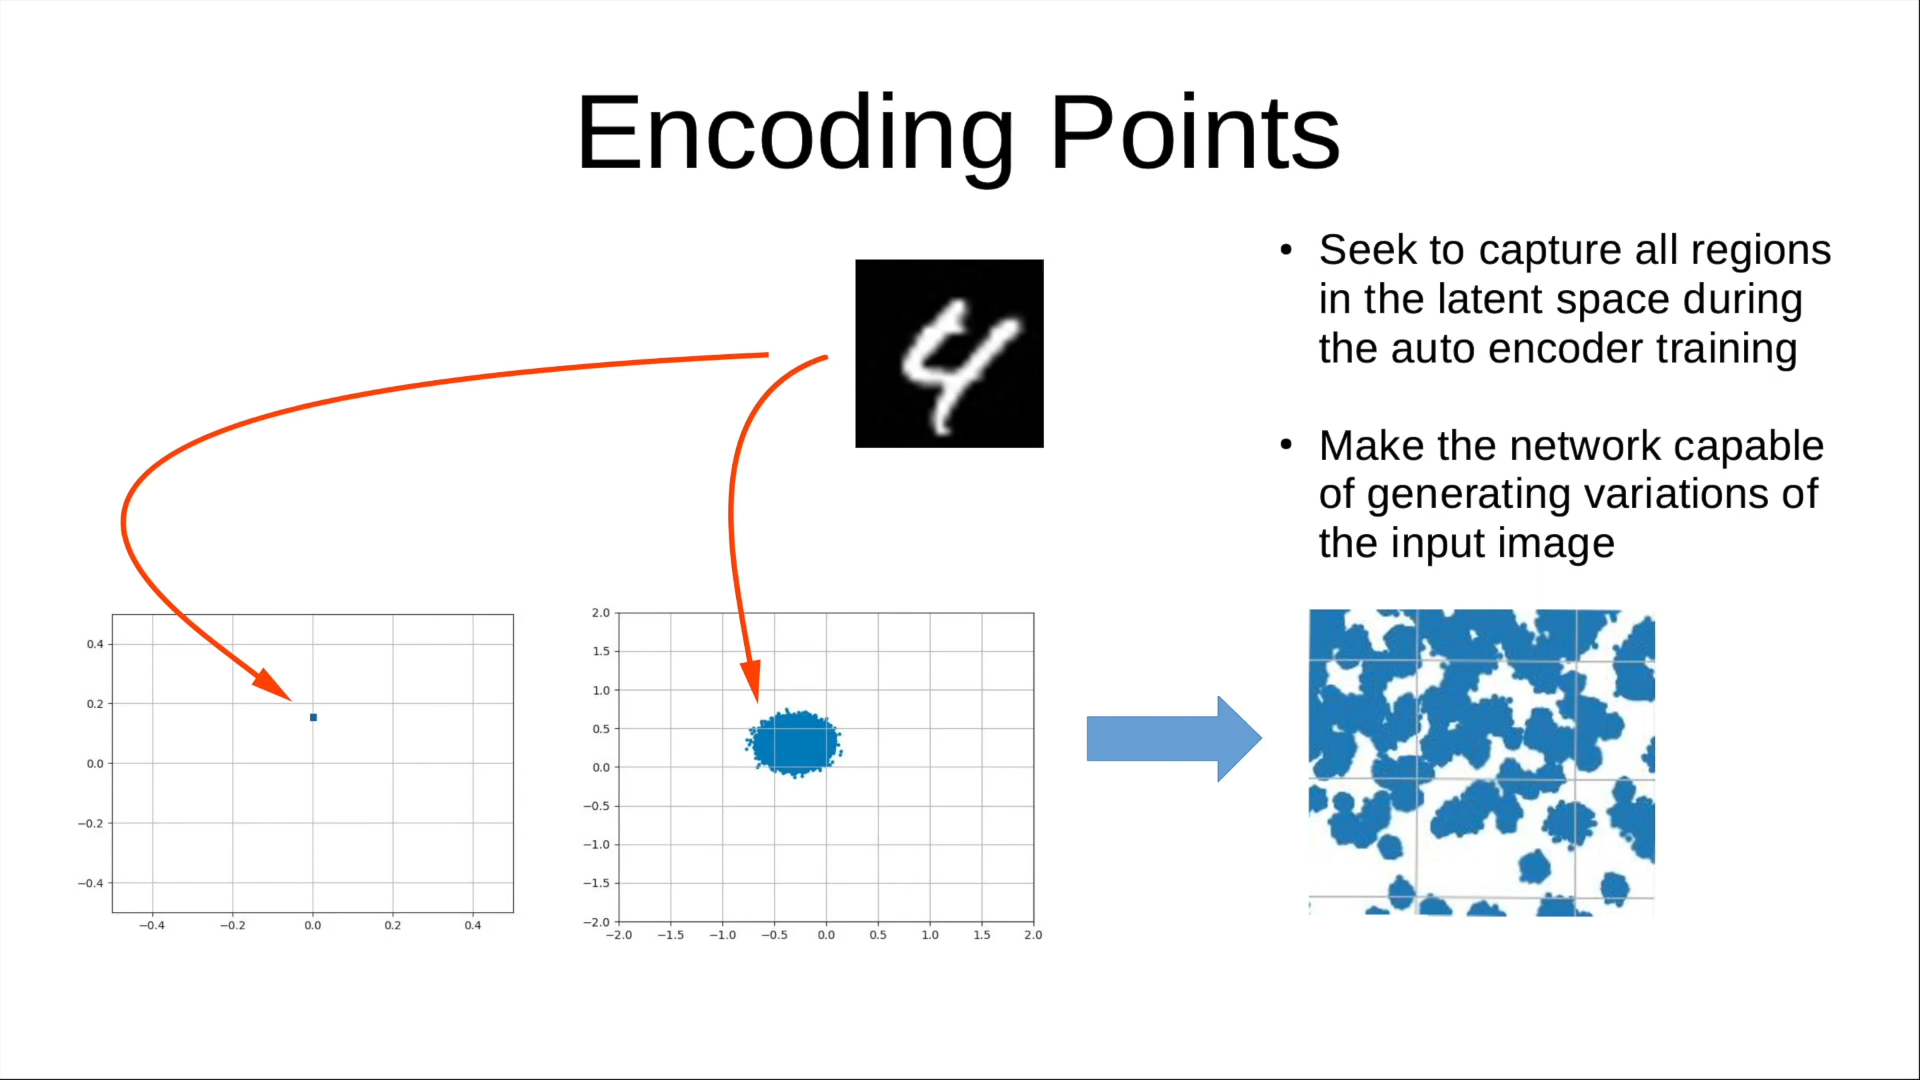 Encoding Points
• Seek to capture all regions
in the latent space during
the auto encoder training
• Make the network capable
of generating variations of
the input image
4
0.4
0.2
0.0
−0.2
−0.4
−0.4 −0.2 0.0 0.2 0.4
2.0
1.5
1.0
0.5
0.0
−0.5
−1.0
−1.5
−2.0
−2.0 −1.5 −1.0 −0.5 0.0 0.5 1.0 1.5 2.0